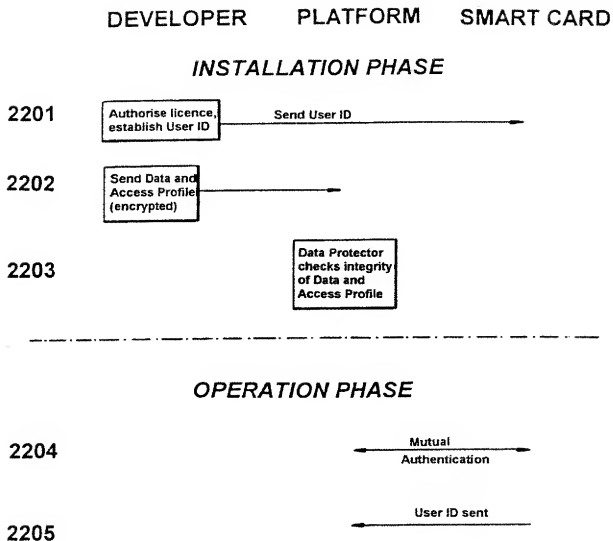 DEVELOPER PLATFORM SMART CARD
INSTALLATION PHASE
2201
Authorise licence,
establish User ID
Send User ID
2202
Send Data and
Access Profile
(encrypted)
2203
Data Protector
checks integrity
of Data and
Access Profile
OPERATION PHASE
2204
Mutual
Authentication
2205
User ID sent